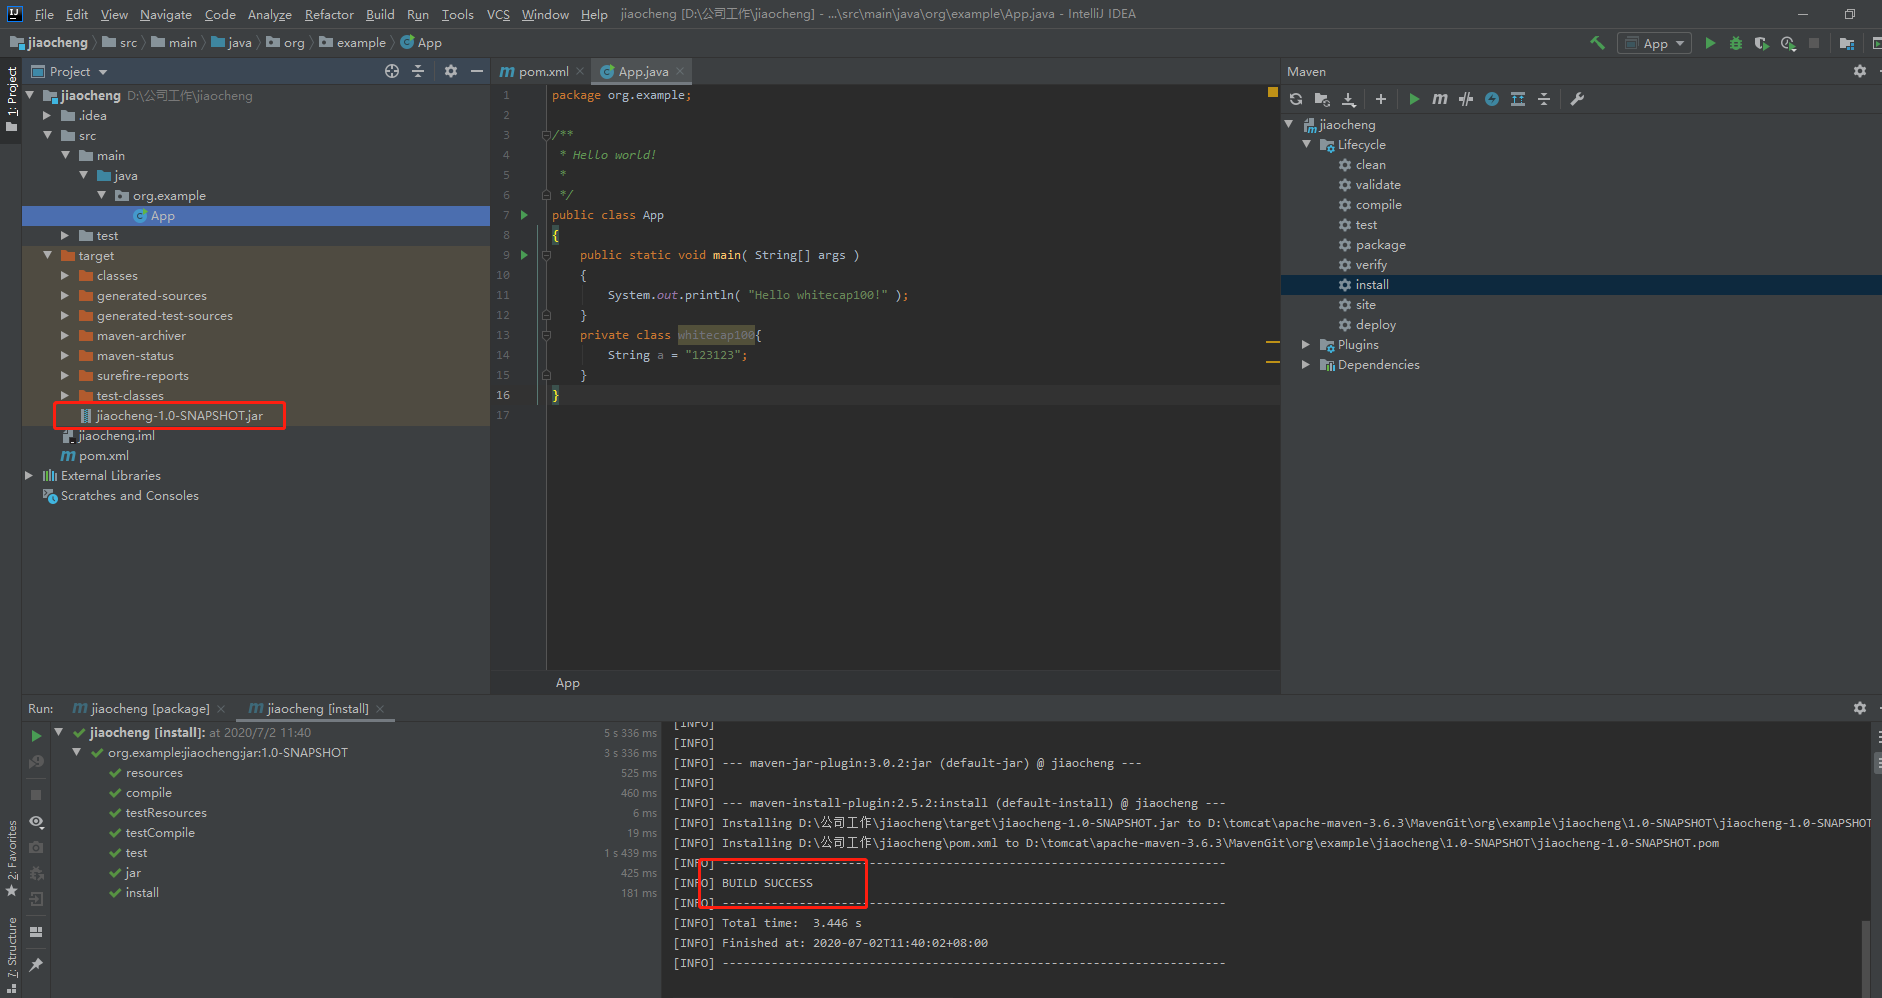 File Edit View Navigate Code Analyze Refactor Build Run Tools VCS Window Help jiaocheng [D:\公司工作\jiaocheng] - ...\src\main\java\org\example\App.java - IntelliJ IDEA
jiaocheng src main java org example App
App
1: Project
Project
jiaocheng D:\公司工作\jiaocheng
.idea
src
main
java
org.example
App
test
target
classes
generated-sources
generated-test-sources
maven-archiver
maven-status
surefire-reports
test-classes
jiaocheng-1.0-SNAPSHOT.jar
jiaocheng.iml
pom.xml
External Libraries
Scratches and Consoles
pom.xml App.java
1 package org.example;
2
3 /**
4 * Hello world!
5 *
6 */
7 public class App
8 {
9 public static void main( String[] args )
10 {
11 System.out.println( "Hello whitecap100!" );
12 }
13 private class whitecap100{
14 String a = "123123";
15 }
16 }
17
App
Maven
jiaocheng
Lifecycle
clean
validate
compile
test
package
verify
install
site
deploy
Plugins
Dependencies
Run: jiaocheng [package] jiaocheng [install]
jiaocheng [install]: at 2020/7/2 11:40 5 s 336 ms
org.example:jiaocheng:jar:1.0-SNAPSHOT 3 s 336 ms
resources 525 ms
compile 460 ms
testResources 6 ms
testCompile 19 ms
test 1 s 439 ms
jar 425 ms
install 181 ms
2: Favorites
7: Structure
[INFO]
[INFO]
[INFO] --- maven-jar-plugin:3.0.2:jar (default-jar) @ jiaocheng ---
[INFO]
[INFO] --- maven-install-plugin:2.5.2:install (default-install) @ jiaocheng ---
[INFO] Installing D:\公司工作\jiaocheng\target\jiaocheng-1.0-SNAPSHOT.jar to D:\tomcat\apache-maven-3.6.3\MavenGit\org\example\jiaocheng\1.0-SNAPSHOT\jiaocheng-1.0-SNAPSHOT
[INFO] Installing D:\公司工作\jiaocheng\pom.xml to D:\tomcat\apache-maven-3.6.3\MavenGit\org\example\jiaocheng\1.0-SNAPSHOT\jiaocheng-1.0-SNAPSHOT.pom
[INFO] ------------------------------------------------------------------------
[INFO] BUILD SUCCESS
[INFO] ------------------------------------------------------------------------
[INFO] Total time:  3.446 s
[INFO] Finished at: 2020-07-02T11:40:02+08:00
[INFO] ------------------------------------------------------------------------